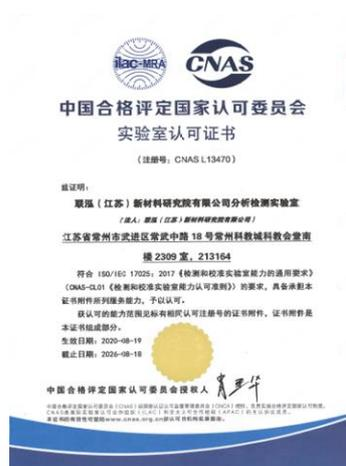 ilac-MRA
CNAS
中国合格评定国家认可委员会
实验室认可证书
（注册号：CNAS L13470）
兹证明：
联泓（江苏）新材料研究院有限公司分析检测实验室
（法人：联泓（江苏）新材料研究院有限公司）
江苏省常州市武进区常武中路 18 号常州科教城科教会堂南
楼 2309 室，213164
符合 ISO/IEC 17025：2017《检测和校准实验室能力的通用要求》
（CNAS-CL01《检测和校准实验室能力认可准则》）的要求，具备承担本
证书附件所列服务能力，予以认可。
获认可的能力范围见标有相同认可注册号的证书附件，证书附件是
本证书组成部分。
生效日期：2020-08-19
截止日期：2026-08-18
中国合格评定国家认可委员会授权人